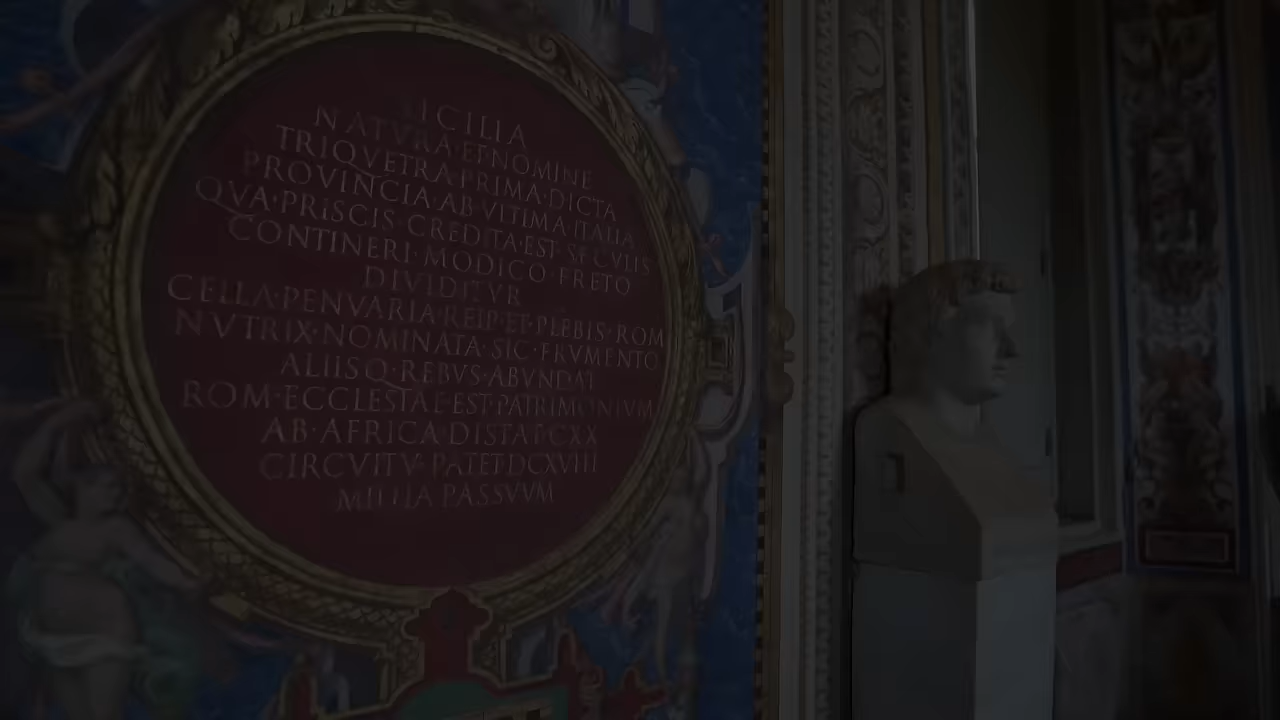 SICILIA
NATVRA·ET·NOMINE
TRIQVETRA·PRIMA·DICTA
PROVINCIA·AB·VITIMA·ITALIA
QVA·PRISCIS·CREDITA·EST·SECVLIS
CONTINERI·MODICO·FRETO
DIVIDITVR
CELLA·PENVARIA·REIP·ET·PLEBIS·ROM
NVTRIX·NOMINATA·SIC·FRVMENTO
ALIISQ·REBVS·ABVNDAT
ROM·ECCLESIAE·EST·PATRIMONIVM
AB·AFRICA·DISTAT·CXX
CIRCVITV·PATET·DCXVIII
MILLIA PASSVVM